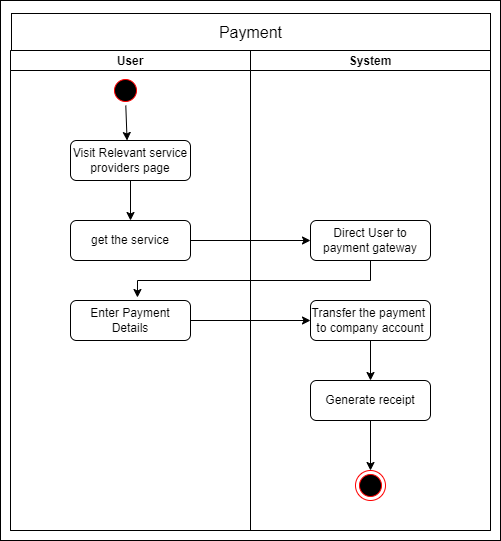 Payment
User
System
Visit Relevant service
providers page
get the service
Direct User to
payment gateway
Enter Payment
Details
Transfer the payment
to company account
Generate receipt